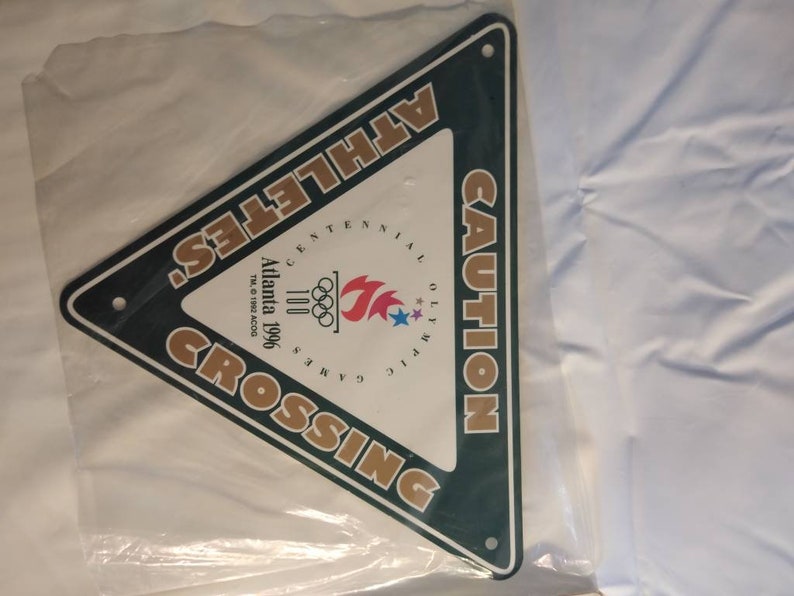 CAUTION
ATHLETES'
CROSSING
CENTENNIAL OLYMPIC GAMES
100
Atlanta 1996
TM, © 1992 ACOG